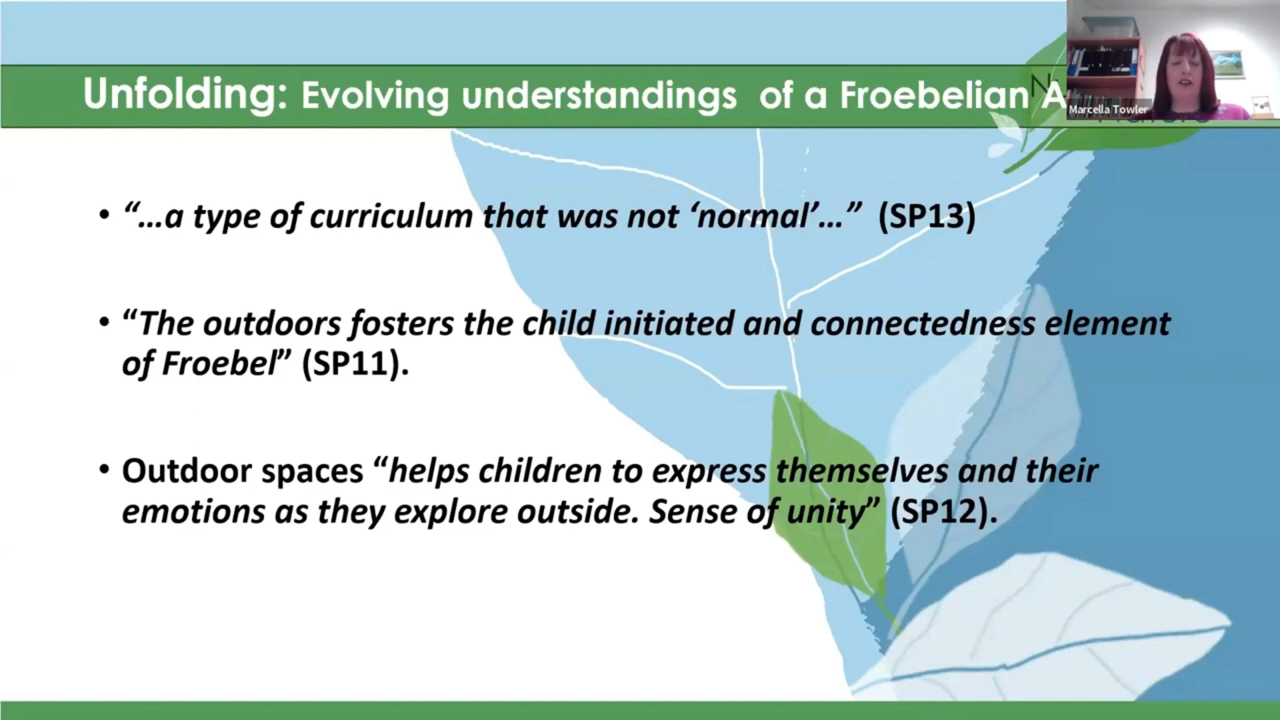 Unfolding: Evolving understandings of a Froebelian A
Marcella Towler
• “…a type of curriculum that was not ‘normal’…” (SP13)
• “The outdoors fosters the child initiated and connectedness element
of Froebel” (SP11).
• Outdoor spaces “helps children to express themselves and their
emotions as they explore outside. Sense of unity” (SP12).